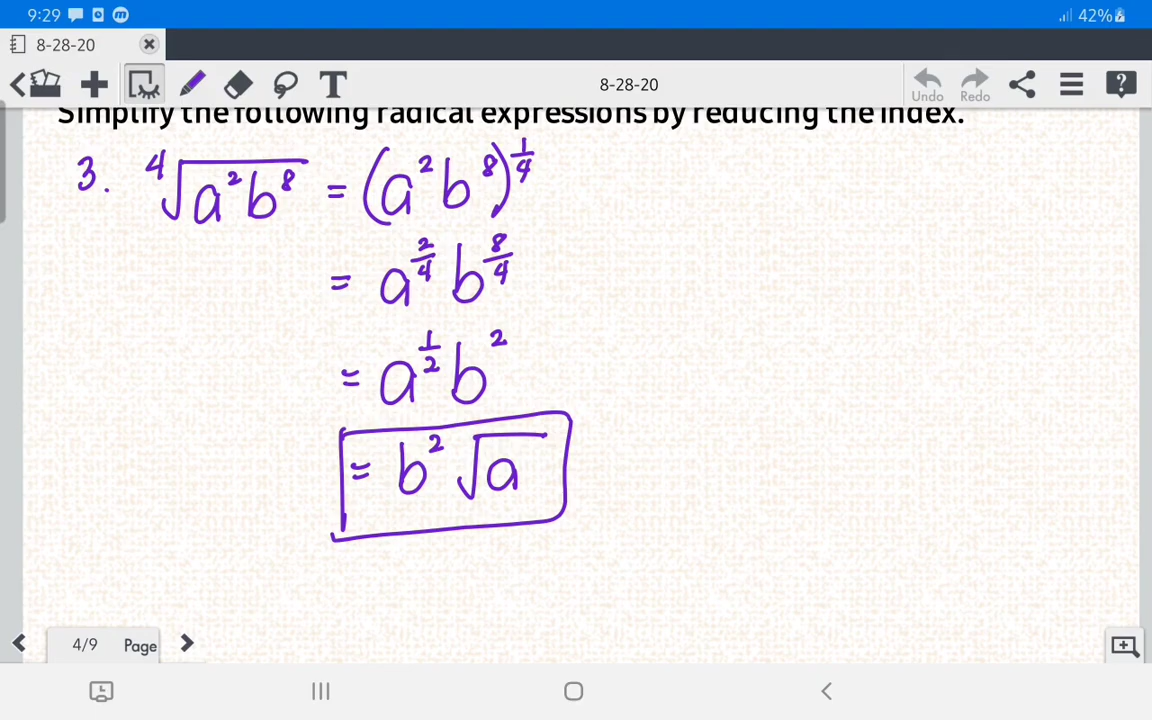 9:29 42%
8-28-20
8-28-20 Undo Redo
Simplify the following radical expressions by reducing the index.
3. ⁴√(a²b⁸) = (a²b⁸)^(1/4)
= a^(2/4) b^(8/4)
= a^(1/2) b²
= b² √a
4/9 Page